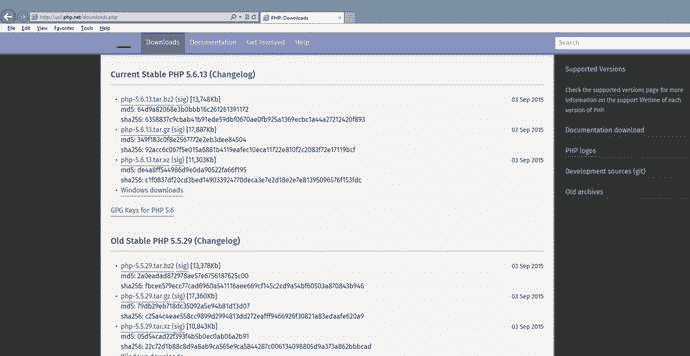 http://us2.php.net/downloads.php
PHP: Downloads
File Edit View Favorites Tools Help
Downloads Documentation Get Involved Help
Search
Current Stable PHP 5.6.13 (Changelog)
php-5.6.13.tar.bz2 (sig) [13,748Kb] 03 Sep 2015
md5: 64d9a82068e3b0bbb16c261261391172
sha256: 6358837c9cbab41b91ede59dbf0670ae0fb925a1369ecbc1a44a27212420f893
php-5.6.13.tar.gz (sig) [17,887Kb] 03 Sep 2015
md5: 349f183c0f8e2567772e2eb3dee84504
sha256: 92acc6c067f5e015a6881b4119eafec10eca11722e810f2c2083f72e17119bcf
php-5.6.13.tar.xz (sig) [11,303Kb] 03 Sep 2015
md5: de4a8ff544986d9e0da90522fa66f195
sha256: c1f0837df20cd3bed149033924770deca3e7e2d18e2e7e81395096576f153fdc
Windows downloads
GPG Keys for PHP 5.6
Old Stable PHP 5.5.29 (Changelog)
php-5.5.29.tar.bz2 (sig) [13,378Kb] 03 Sep 2015
md5: 2a0eadad872978ae57e6756187625c00
sha256: fbcee579ecc77cad6960a541116aee669cf145c2cd9a54bf60503a870843b946
php-5.5.29.tar.gz (sig) [17,360Kb] 03 Sep 2015
md5: 79db29eb718dc35092a5e94b81d13d07
sha256: c25a4c4eae558cc9899d2994813dd272eafff9466926f30821a83edaafe620a9
php-5.5.29.tar.xz (sig) [10,843Kb] 03 Sep 2015
md5: 05d54cad22f393f4b5b0ec0ab06a2b91
sha256: 22c72d1b88c8d9a8ab9ca565e9ca5844287c006134098805d9a373a862bbbcad
Windows downloads
Supported Versions
Check the supported versions page for more
information on the support lifetime of each
version of PHP.
Documentation download
PHP logos
Development sources (git)
Old archives